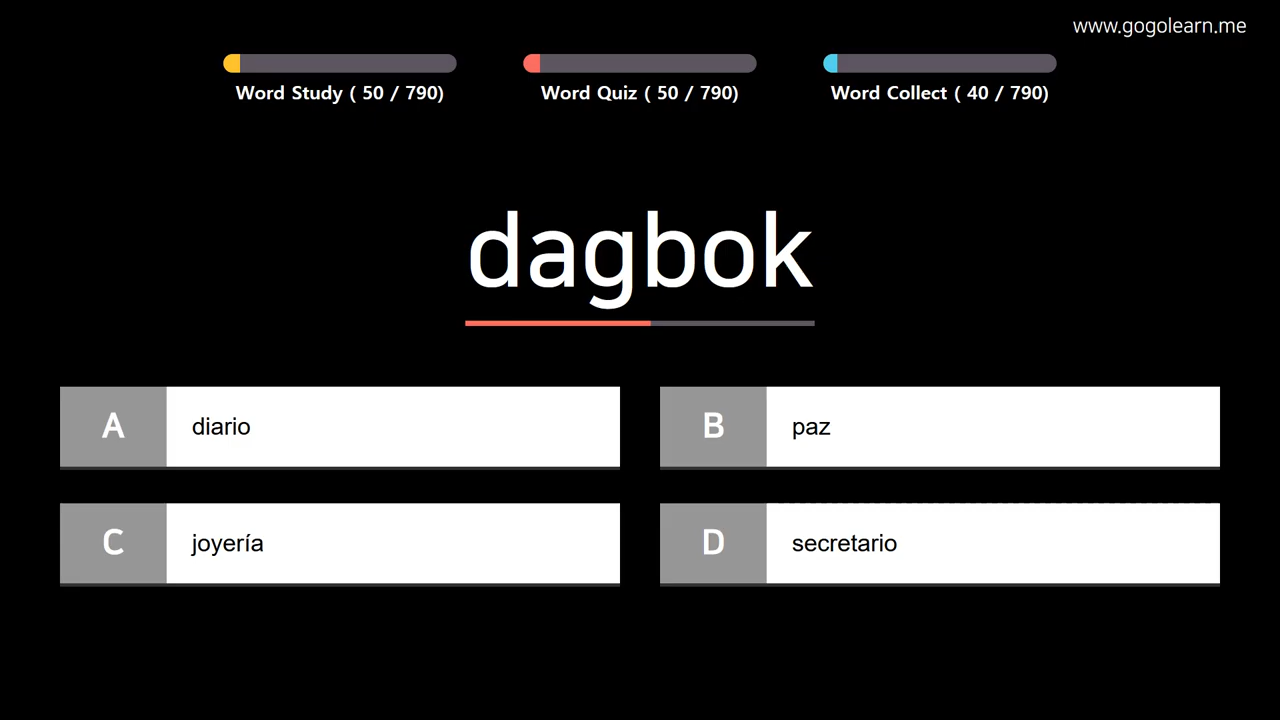 www.gogolearn.me
Word Study ( 50 / 790)
Word Quiz ( 50 / 790)
Word Collect ( 40 / 790)
dagbok
A diario
B paz
C joyería
D secretario